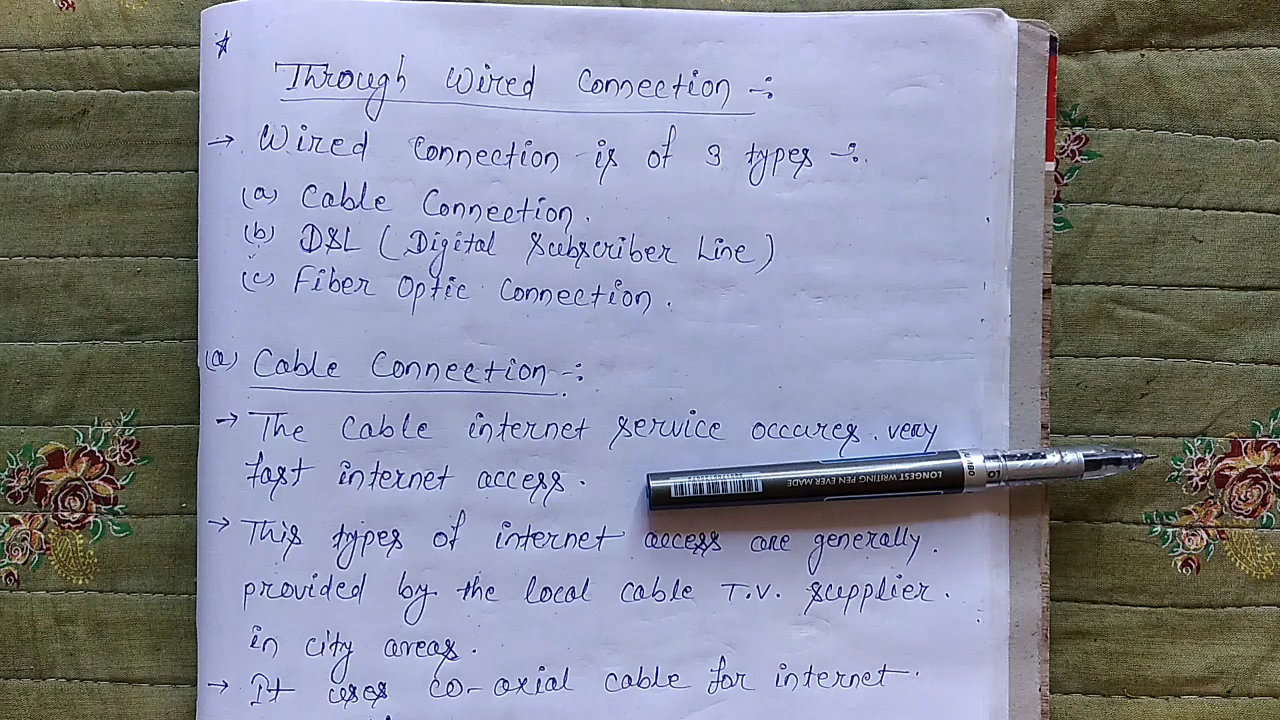 Through Wired Connection :-
→ Wired Connection is of 3 types :-
(a) Cable Connection.
(b) DSL (Digital Subscriber Line)
(c) Fiber Optic Connection.
(a) Cable Connection :-
→ The Cable internet service occures very
fast internet access.
LONGEST WRITING PEN EVER MADE
→ This types of internet access are generally
provided by the local cable T.V. supplier.
in city areas.
→ It uses co-axial cable for internet